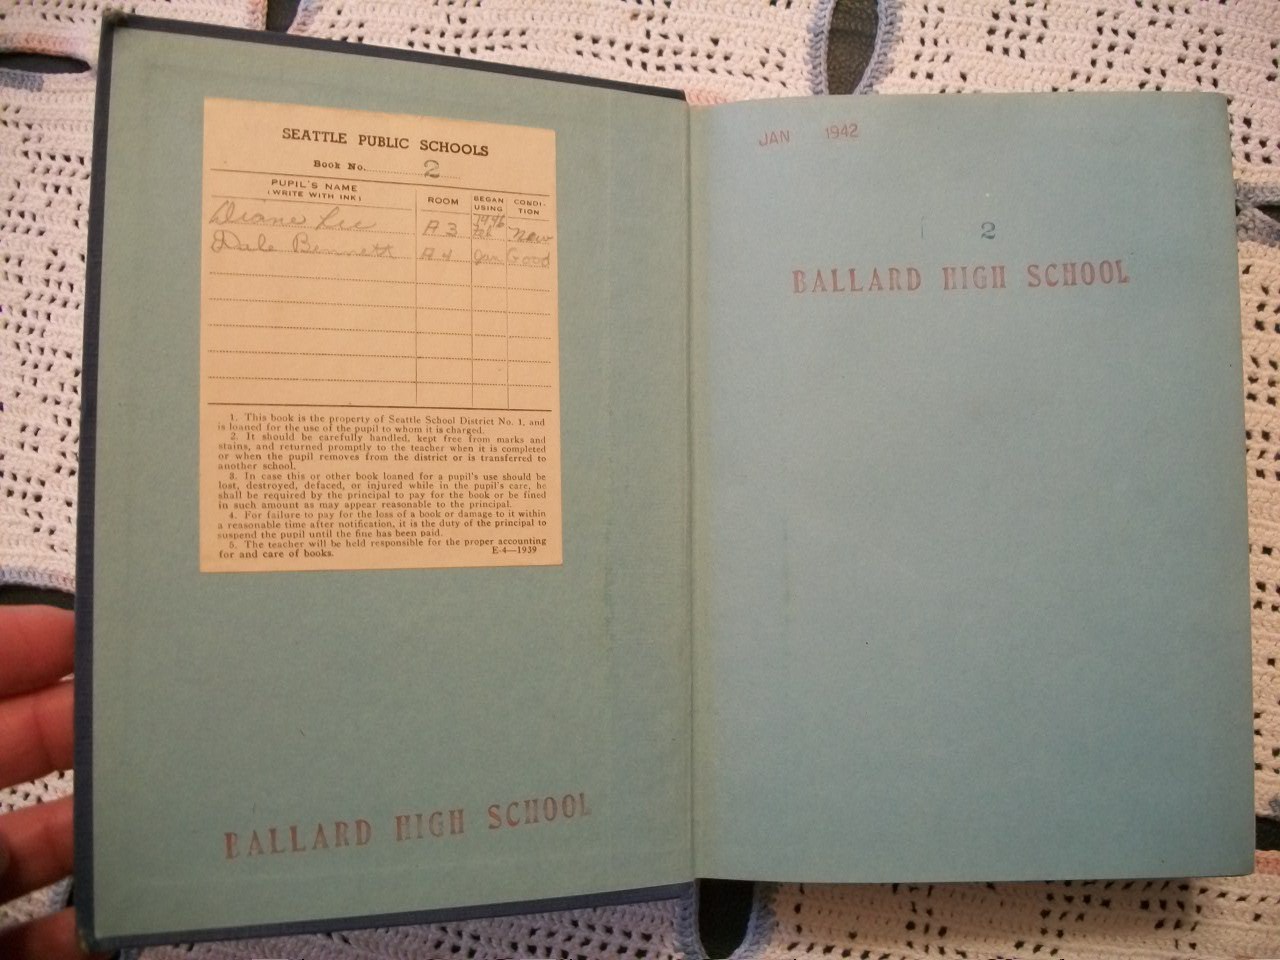 SEATTLE PUBLIC SCHOOLS
Book No. 2
PUPIL'S NAME
(WRITE WITH INK)
ROOM
BEGAN USING
CONDI-TION
Diane Lee A 3 1946 Feb New
Dale Bennett A 4 Jan Good
1. This book is the property of Seattle School District No. 1, and
is loaned for the use of the pupil to whom it is charged.
2. It should be carefully handled, kept free from marks and
stains, and returned promptly to the teacher when it is completed
or when the pupil removes from the district or is transferred to
another school.
3. In case this or other book loaned for a pupil's use should be
lost, destroyed, defaced, or injured while in the pupil's care, he
shall be required by the principal to pay for the book or be fined
in such amount as may appear reasonable to the principal.
4. For failure to pay for the loss of a book or damage to it within
a reasonable time after notification, it is the duty of the principal to
suspend the pupil until the fine has been paid.
5. The teacher will be held responsible for the proper accounting
for and care of books. E-4—1939
BALLARD HIGH SCHOOL
JAN 1942
2
BALLARD HIGH SCHOOL